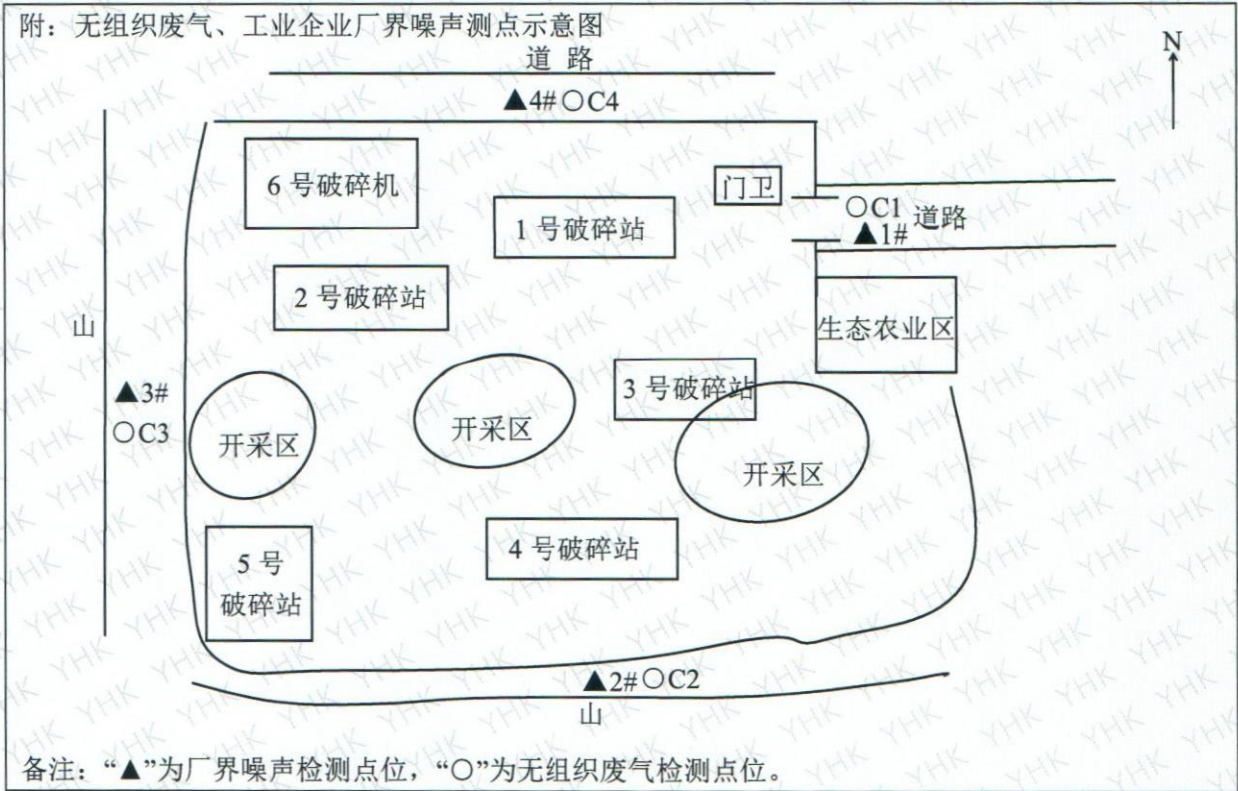 附：无组织废气、工业企业厂界噪声测点示意图
道 路
N
▲4#○C4
6 号破碎机
门卫
1 号破碎站
○C1
▲1#
道路
2 号破碎站
生态农业区
山
3 号破碎站
▲3#
○C3
开采区
开采区
开采区
4 号破碎站
5 号
破碎站
▲2#○C2
山
备注：“▲”为厂界噪声检测点位，“○”为无组织废气检测点位。
YHK